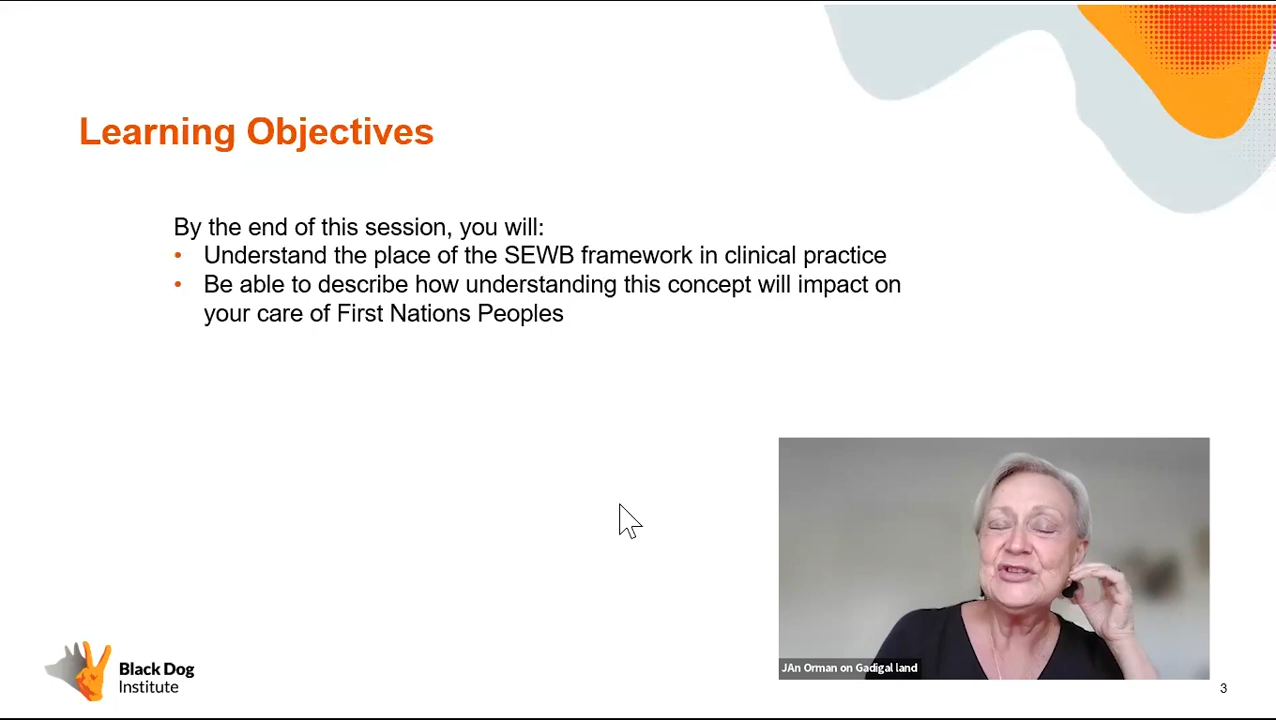 Learning Objectives
By the end of this session, you will:
• Understand the place of the SEWB framework in clinical practice
• Be able to describe how understanding this concept will impact on
your care of First Nations Peoples
JAn Orman on Gadigal land
Black Dog
Institute
3